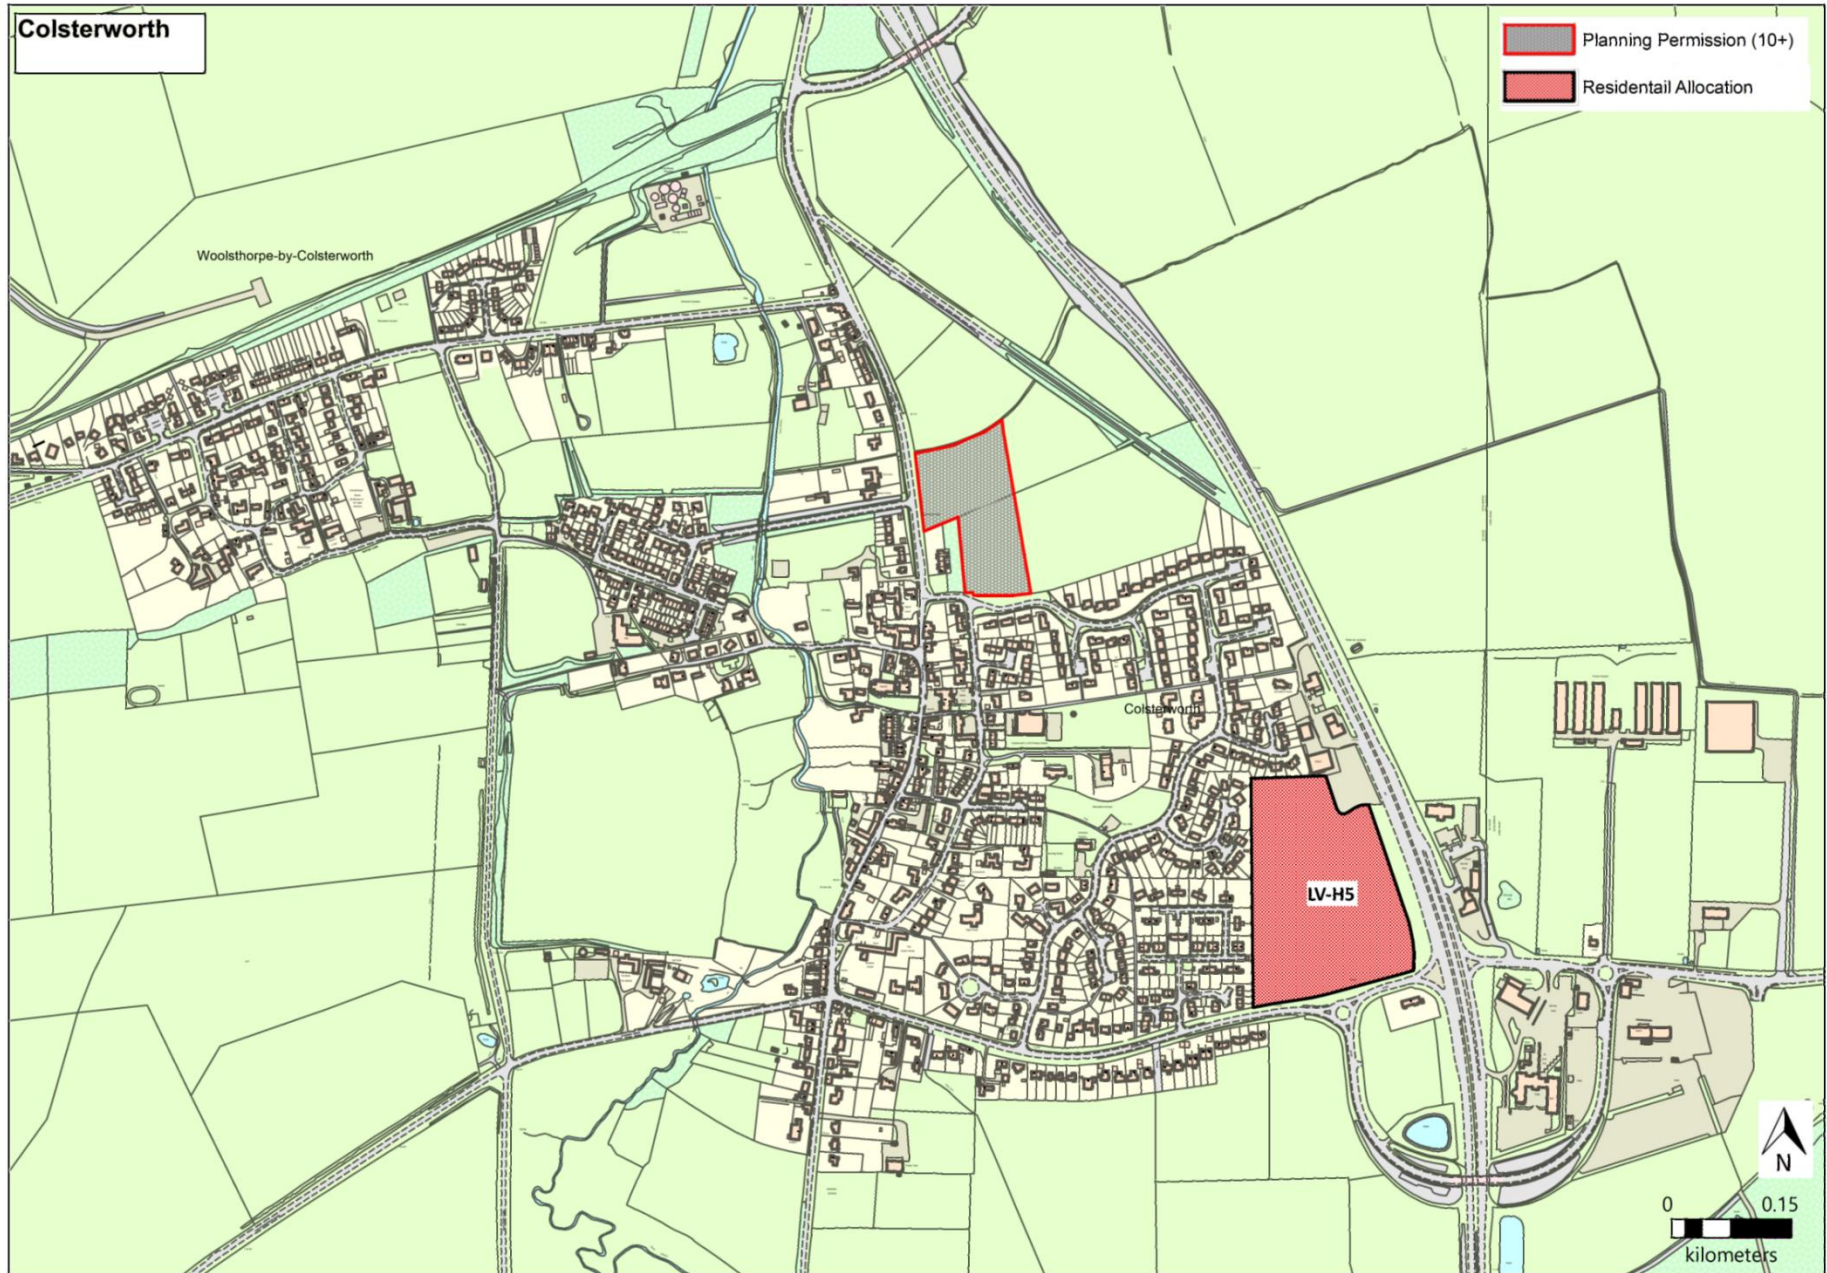 Colsterworth
Planning Permission (10+)
Residentail Allocation
Woolsthorpe-by-Colsterworth
Colsterworth
LV-H5
N
0 0.15
kilometers